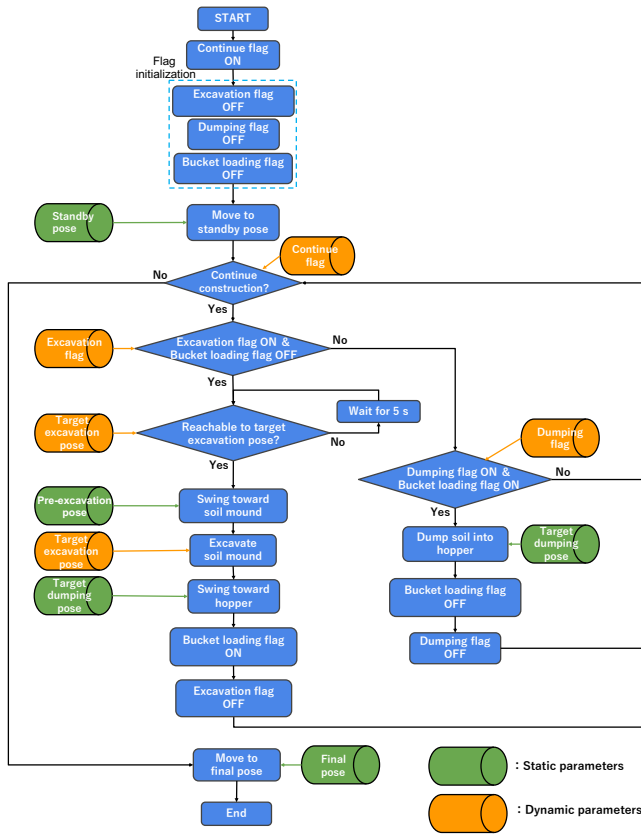 START
Continue flag
ON
Flag
initialization
Excavation flag
OFF
Dumping flag
OFF
Bucket loading flag
OFF
Standby
pose
Move to
standby pose
Continue
flag
No
Continue
construction?
Yes
Excavation
flag
Excavation flag ON &
Bucket loading flag OFF
No
Yes
Wait for 5 s
Target
excavation
pose
Reachable to target
excavation pose?
No
Dumping
flag
Yes
Dumping flag ON &
Bucket loading flag ON
No
Yes
Pre-excavation
pose
Swing toward
soil mound
Target
excavation
pose
Excavate
soil mound
Dump soil into
hopper
Target
dumping
pose
Target
dumping
pose
Swing toward
hopper
Bucket loading flag
OFF
Bucket loading flag
ON
Dumping flag
OFF
Excavation flag
OFF
Move to
final pose
Final
pose
: Static parameters
End
: Dynamic parameters